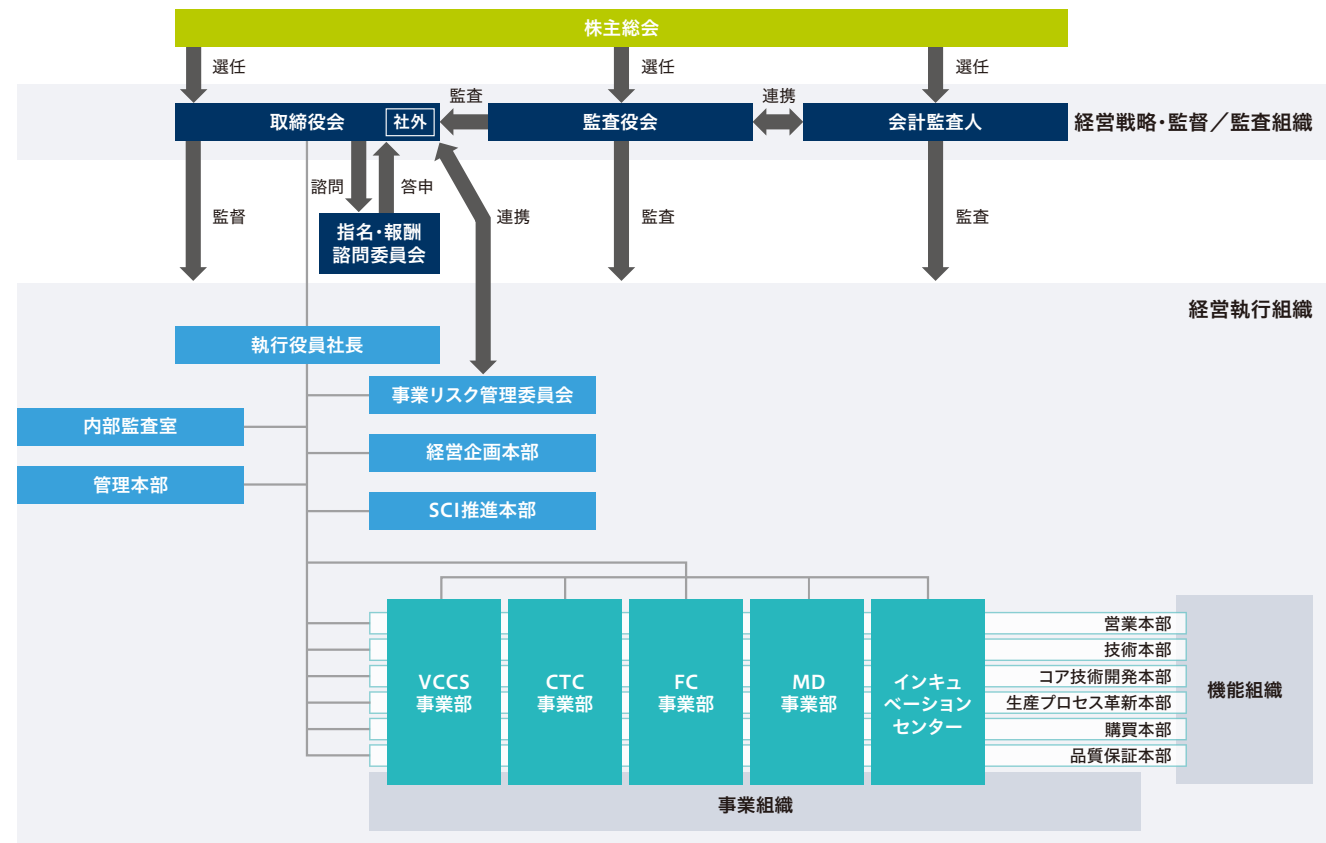 株主総会
選任
選任
選任
取締役会
社外
監査
監査役会
連携
会計監査人
経営戦略・監督／監査組織
監督
諮問
答申
連携
監査
監査
指名・報酬
諮問委員会
経営執行組織
執行役員社長
事業リスク管理委員会
内部監査室
経営企画本部
管理本部
SCI推進本部
VCCS
事業部
CTC
事業部
FC
事業部
MD
事業部
インキュ
ベーション
センター
営業本部
技術本部
コア技術開発本部
生産プロセス革新本部
購買本部
品質保証本部
機能組織
事業組織